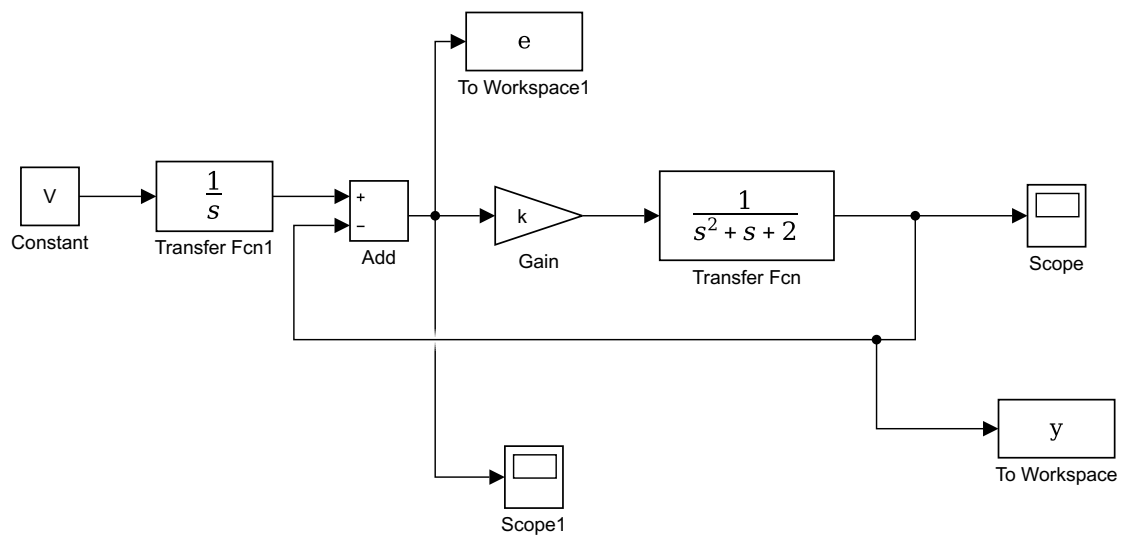 e
To Workspace1
V
Constant
1
s
Transfer Fcn1
+
−
Add
k
Gain
1
s² + s + 2
Transfer Fcn
Scope
y
To Workspace
Scope1